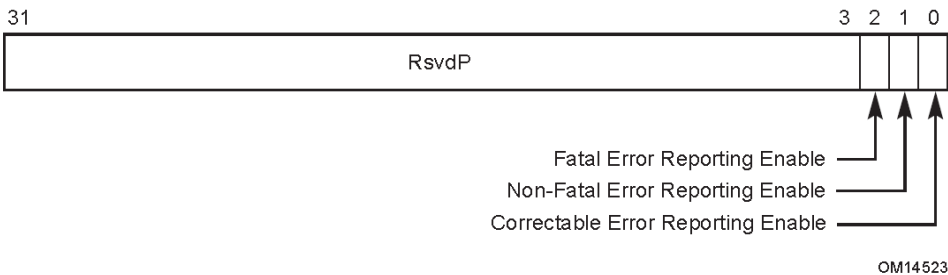 31 3 2 1 0
RsvdP
Fatal Error Reporting Enable
Non-Fatal Error Reporting Enable
Correctable Error Reporting Enable
OM14523